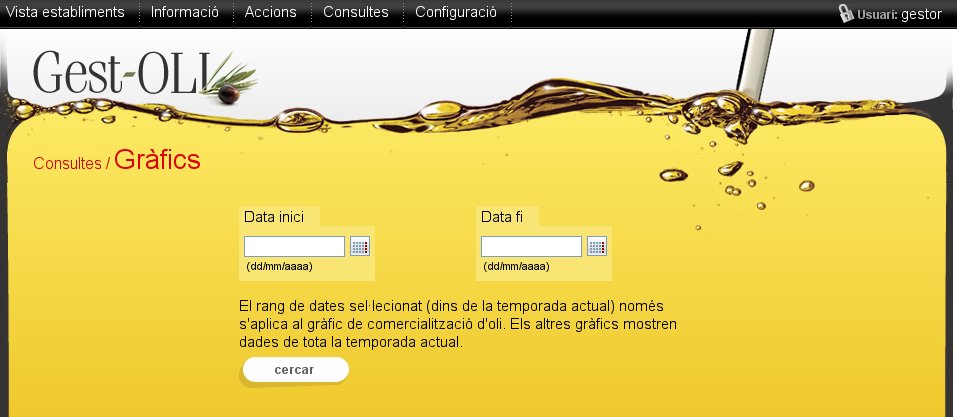 Vista establiments Informació Accions Consultes Configuració Usuari: gestor
Gest-OLI
Consultes / Gràfics
Data inici Data fi
(dd/mm/aaaa) (dd/mm/aaaa)
El rang de dates sel·lecionat (dins de la temporada actual) només
s'aplica al gràfic de comercialització d'oli. Els altres gràfics mostren
dades de tota la temporada actual.
cercar